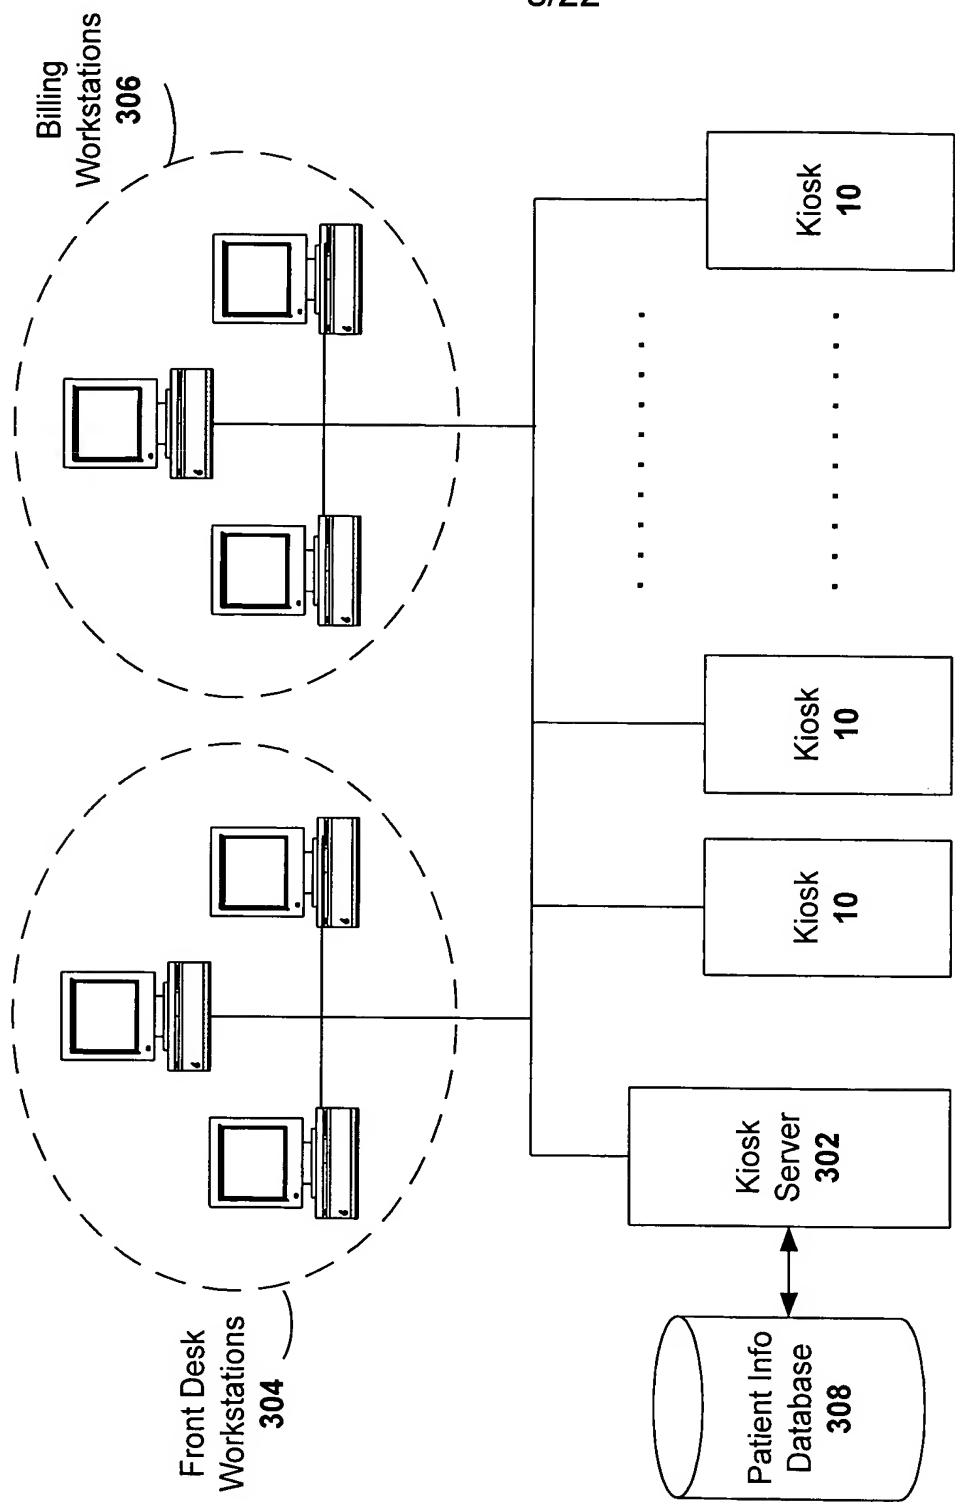 Billing
Workstations
306
Front Desk
Workstations
304
Kiosk
10
Kiosk
10
Kiosk
10
Kiosk
Server
302
Patient Info
Database
308